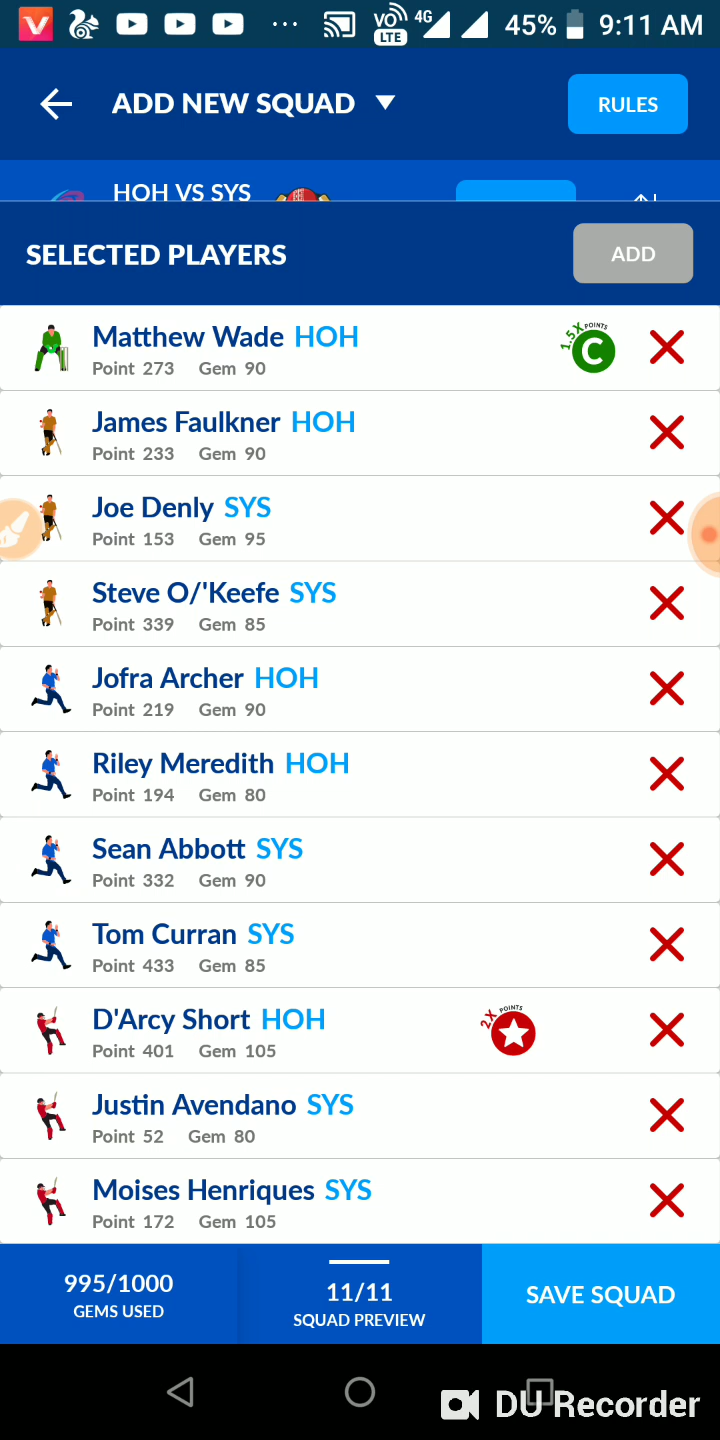 VO LTE 4G 45% 9:11 AM
ADD NEW SQUAD RULES
HOH VS SYS
SELECTED PLAYERS ADD
Matthew Wade HOH
1.5X POINTS C
Point 273 Gem 90
James Faulkner HOH
Point 233 Gem 90
Joe Denly SYS
Point 153 Gem 95
Steve O/'Keefe SYS
Point 339 Gem 85
Jofra Archer HOH
Point 219 Gem 90
Riley Meredith HOH
Point 194 Gem 80
Sean Abbott SYS
Point 332 Gem 90
Tom Curran SYS
Point 433 Gem 85
D'Arcy Short HOH
2X POINTS
Point 401 Gem 105
Justin Avendano SYS
Point 52 Gem 80
Moises Henriques SYS
Point 172 Gem 105
995/1000
GEMS USED
11/11
SQUAD PREVIEW
SAVE SQUAD
DU Recorder